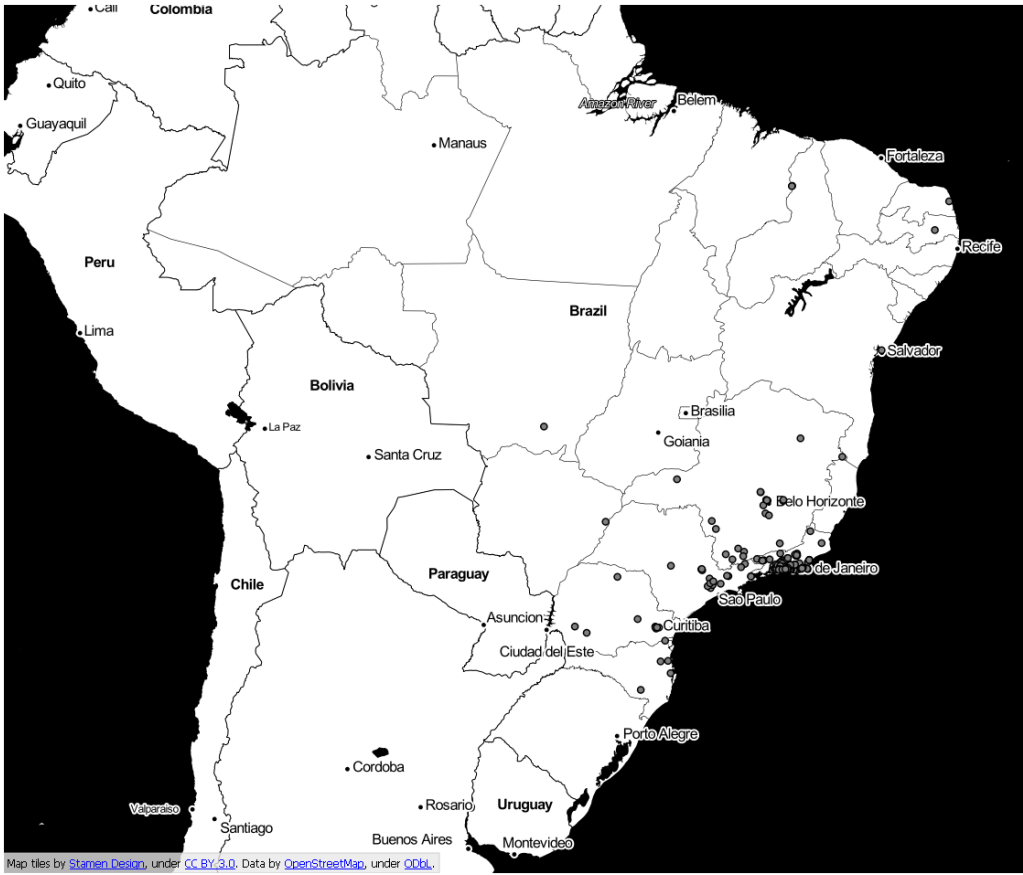 Cali
Colombia
Quito
Guayaquil
Amazon River
Belem
Manaus
Fortaleza
Recife
Peru
Lima
Brazil
Salvador
Bolivia
La Paz
Santa Cruz
Brasilia
Goiania
Belo Horizonte
Chile
Paraguay
de Janeiro
Sao Paulo
Asuncion
Curitiba
Ciudad del Este
Porto Alegre
Cordoba
Valparaiso
Santiago
Rosario
Uruguay
Buenos Aires
Montevideo
Map tiles by Stamen Design, under CC BY 3.0. Data by OpenStreetMap, under ODbL.